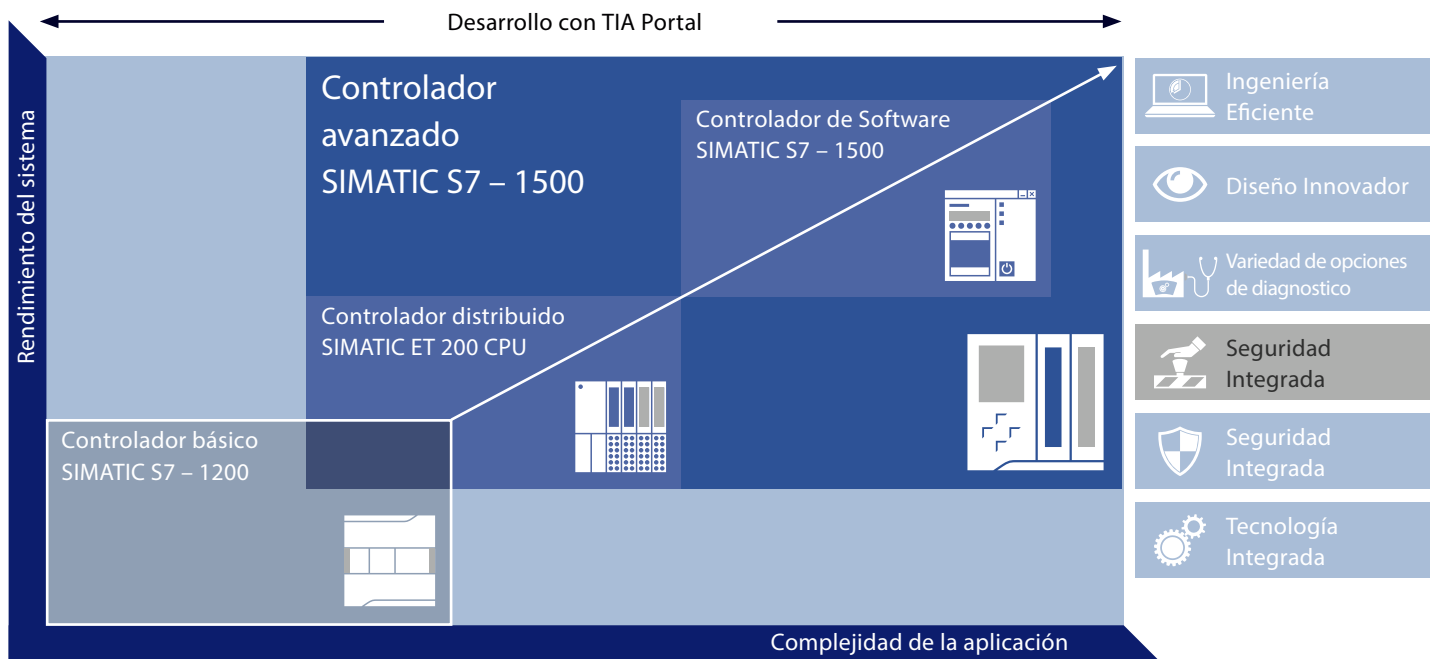 Desarrollo con TIA Portal
Rendimiento del sistema
Controlador
avanzado
SIMATIC S7 – 1500
Controlador de Software
SIMATIC S7 – 1500
Controlador distribuido
SIMATIC ET 200 CPU
Controlador básico
SIMATIC S7 – 1200
Complejidad de la aplicación
Ingeniería
Eficiente
Diseño Innovador
Variedad de opciones
de diagnostico
Seguridad
Integrada
Seguridad
Integrada
Tecnología
Integrada